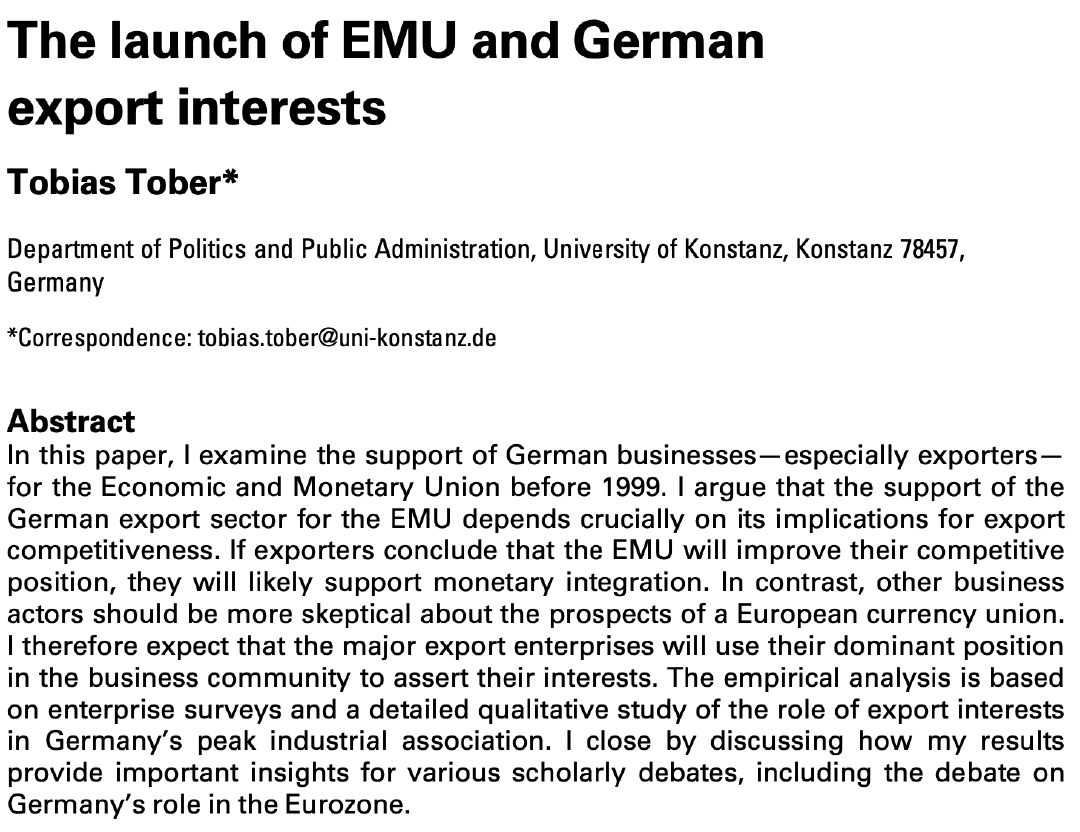 The launch of EMU and German
export interests
Tobias Tober*
Department of Politics and Public Administration, University of Konstanz, Konstanz 78457,
Germany
*Correspondence: tobias.tober@uni-konstanz.de
Abstract
In this paper, I examine the support of German businesses—especially exporters—
for the Economic and Monetary Union before 1999. I argue that the support of the
German export sector for the EMU depends crucially on its implications for export
competitiveness. If exporters conclude that the EMU will improve their competitive
position, they will likely support monetary integration. In contrast, other business
actors should be more skeptical about the prospects of a European currency union.
I therefore expect that the major export enterprises will use their dominant position
in the business community to assert their interests. The empirical analysis is based
on enterprise surveys and a detailed qualitative study of the role of export interests
in Germany’s peak industrial association. I close by discussing how my results
provide important insights for various scholarly debates, including the debate on
Germany’s role in the Eurozone.